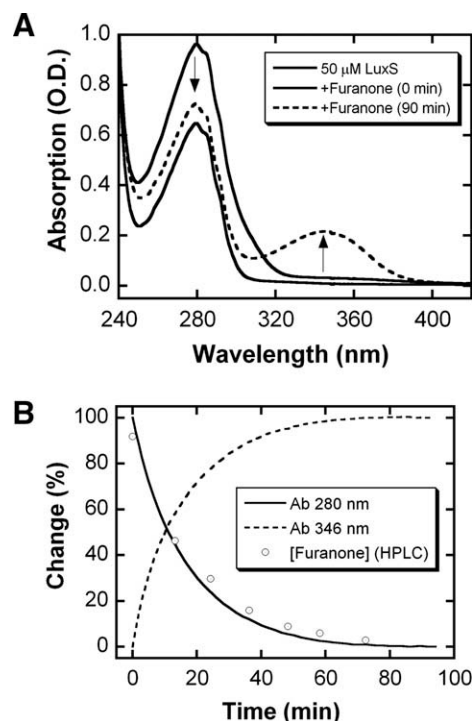 A
Absorption (O.D.)
1.0
0.8
0.6
0.4
0.2
0.0
50 μM LuxS
+Furanone (0 min)
+Furanone (90 min)
240 280 320 360 400
Wavelength (nm)
B
Change (%)
100
80
60
40
20
0
Ab 280 nm
Ab 346 nm
[Furanone] (HPLC)
0 20 40 60 80 100
Time (min)